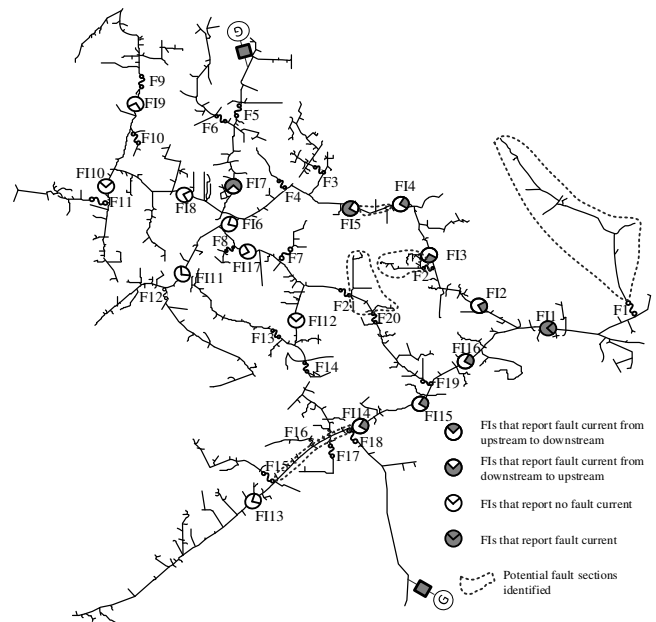 G
F9
FI9
F5
F6
F10
FI10
FI7
F3
F4
FI4
F11
FI8
FI5
FI6
F8
FI3
FI17
F7
F2
FI11
F12
F2
FI2
F20
FI12
F1
FI1
F13
FI16
F14
F19
FI15
FI14
F16
F18
F17
F15
FI13
FIs that report fault current from
upstream to downstream
FIs that report fault current from
downstream to upstream
FIs that report no fault current
FIs that report fault current
Potential fault sections
identified
G